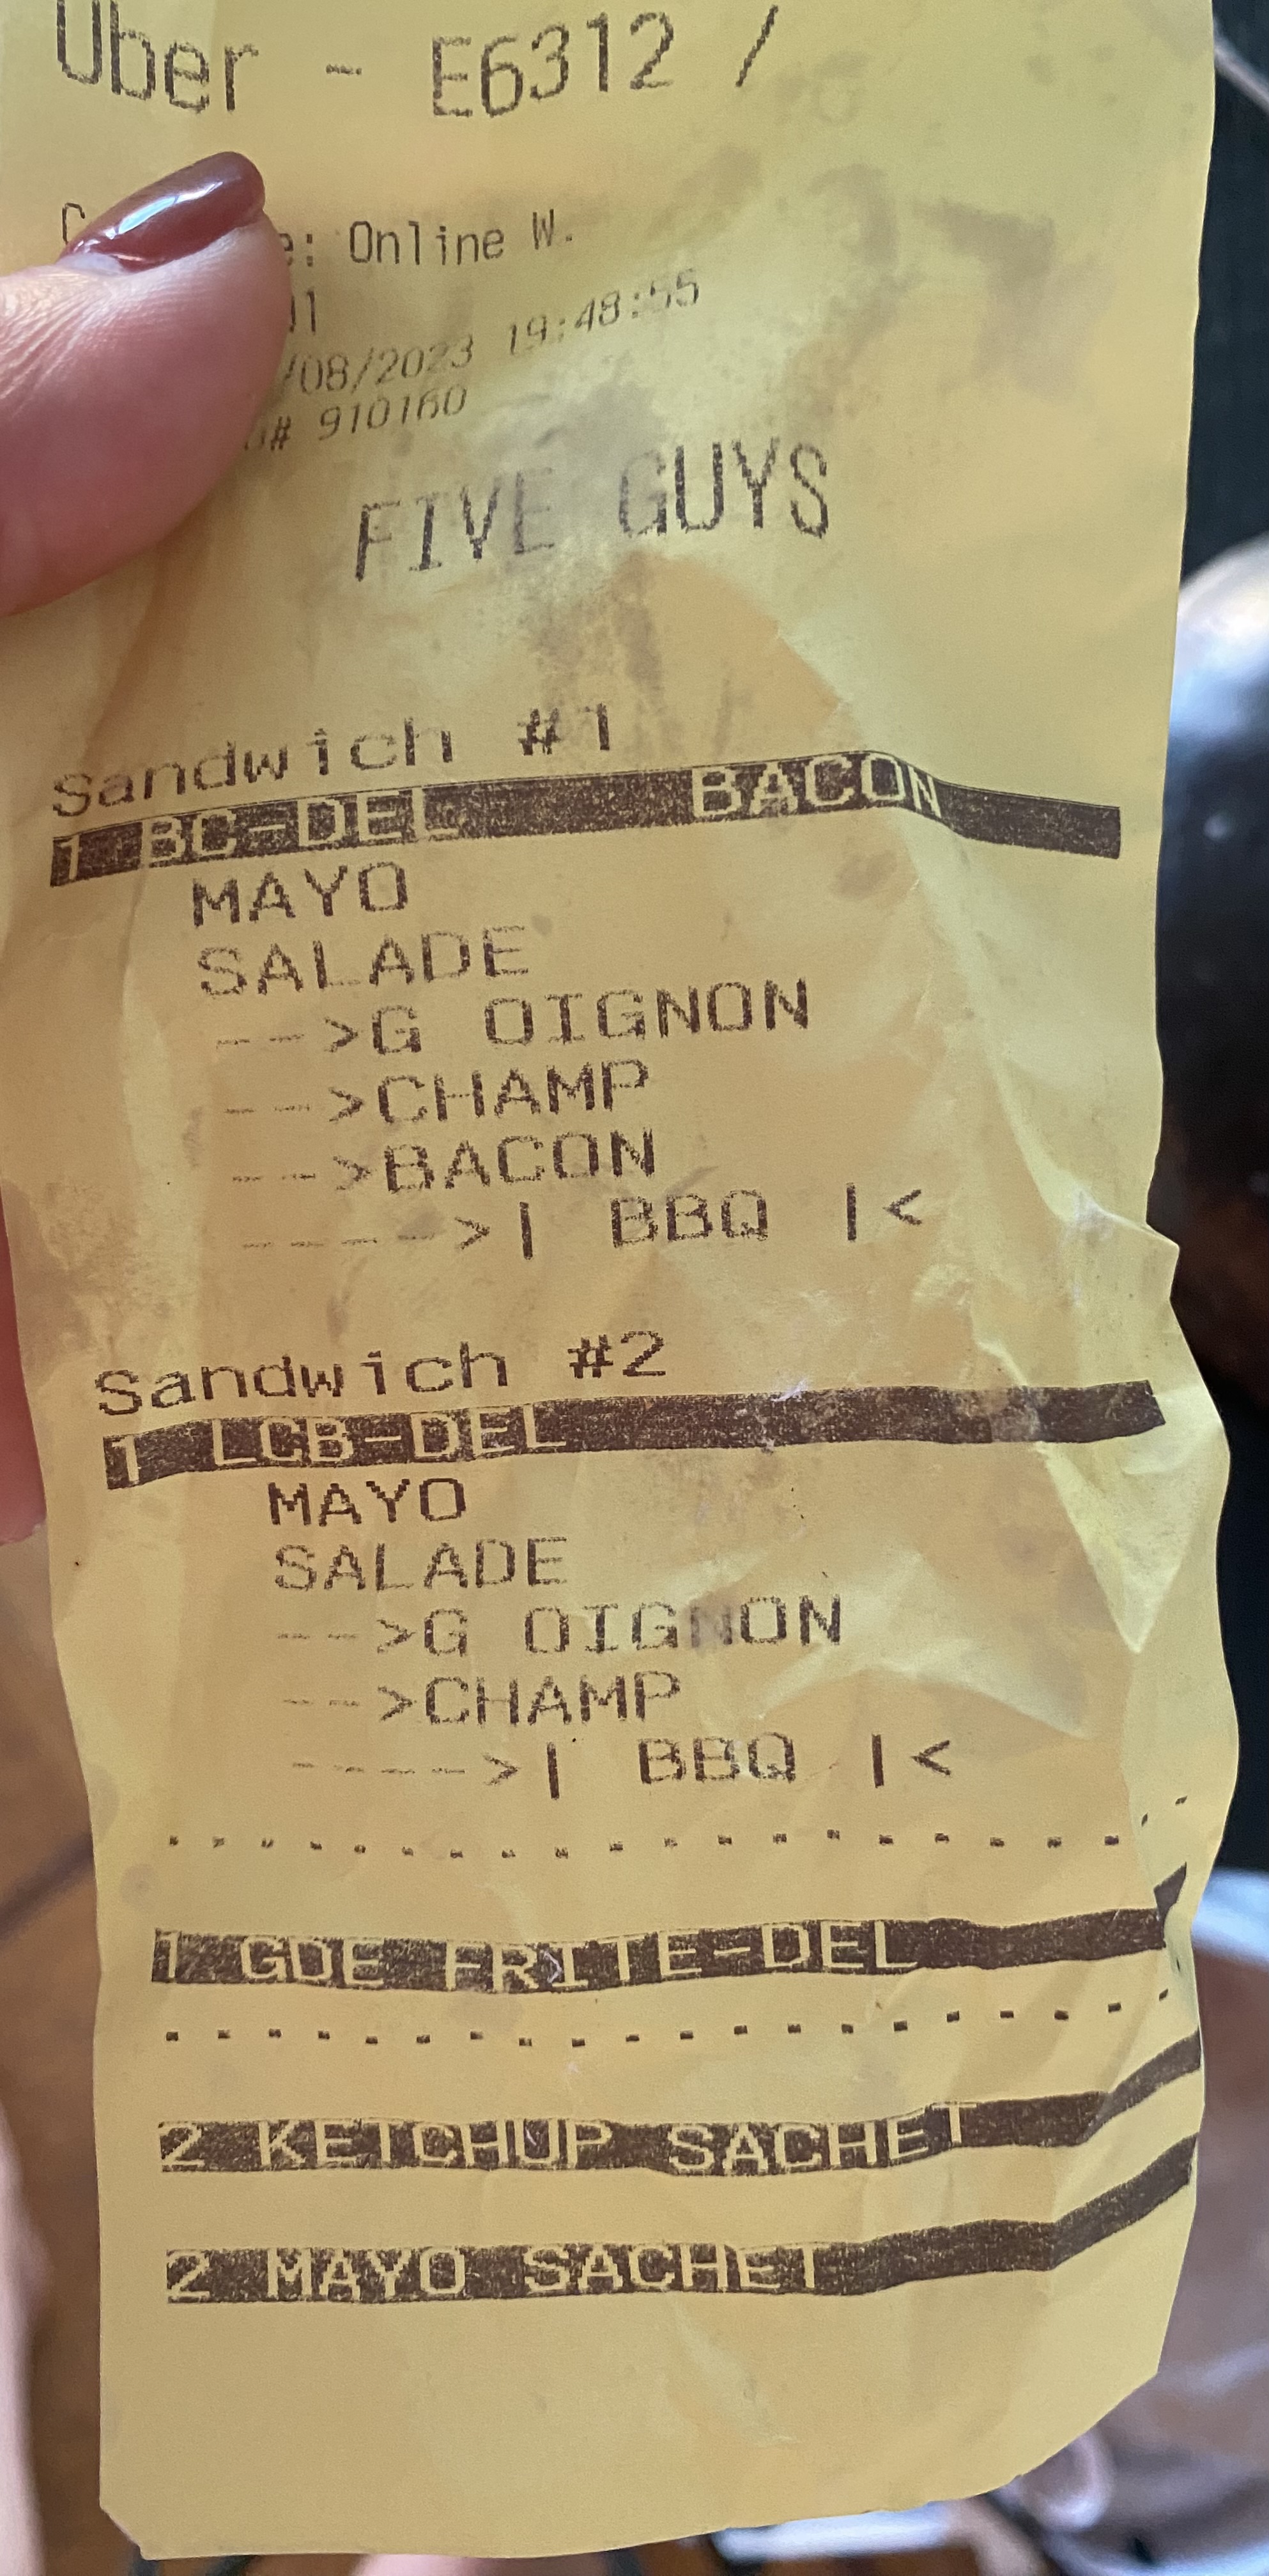 Uber - E6312 /
Online W.
/08/2023 19:48:55
# 910160
FIVE GUYS
Sandwich #1
1 BC-DEL BACON
MAYO
SALADE
-->G OIGNON
-->CHAMP
-->BACON
----->| BBQ |<
Sandwich #2
1 LCB-DEL
MAYO
SALADE
-->G OIGNON
-->CHAMP
----->| BBQ |<
1 GDE FRITE-DEL
2 KETCHUP SACHET
2 MAYO SACHET